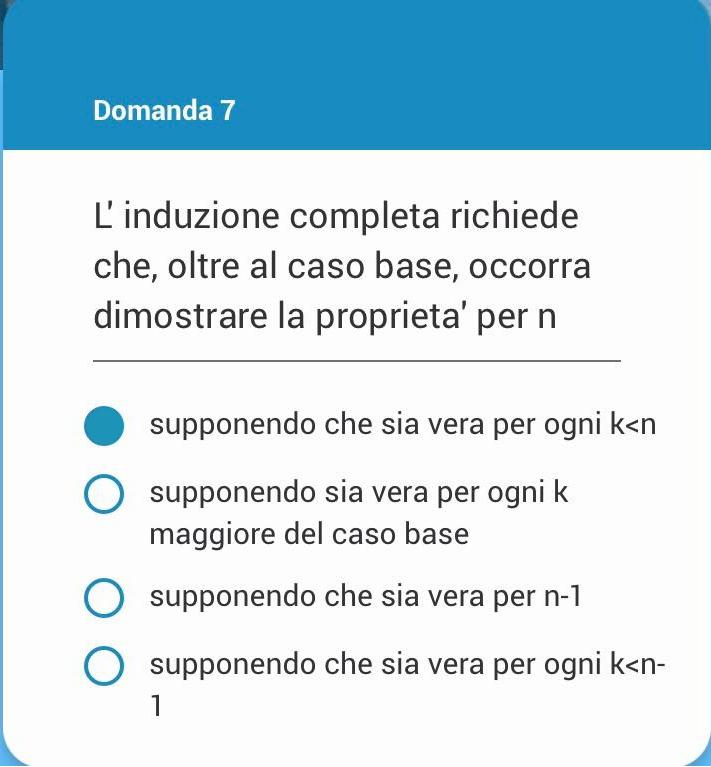 Domanda 7
L' induzione completa richiede
che, oltre al caso base, occorra
dimostrare la proprieta' per n
supponendo che sia vera per ogni k<n
supponendo sia vera per ogni k
maggiore del caso base
supponendo che sia vera per n-1
supponendo che sia vera per ogni k<n-
1